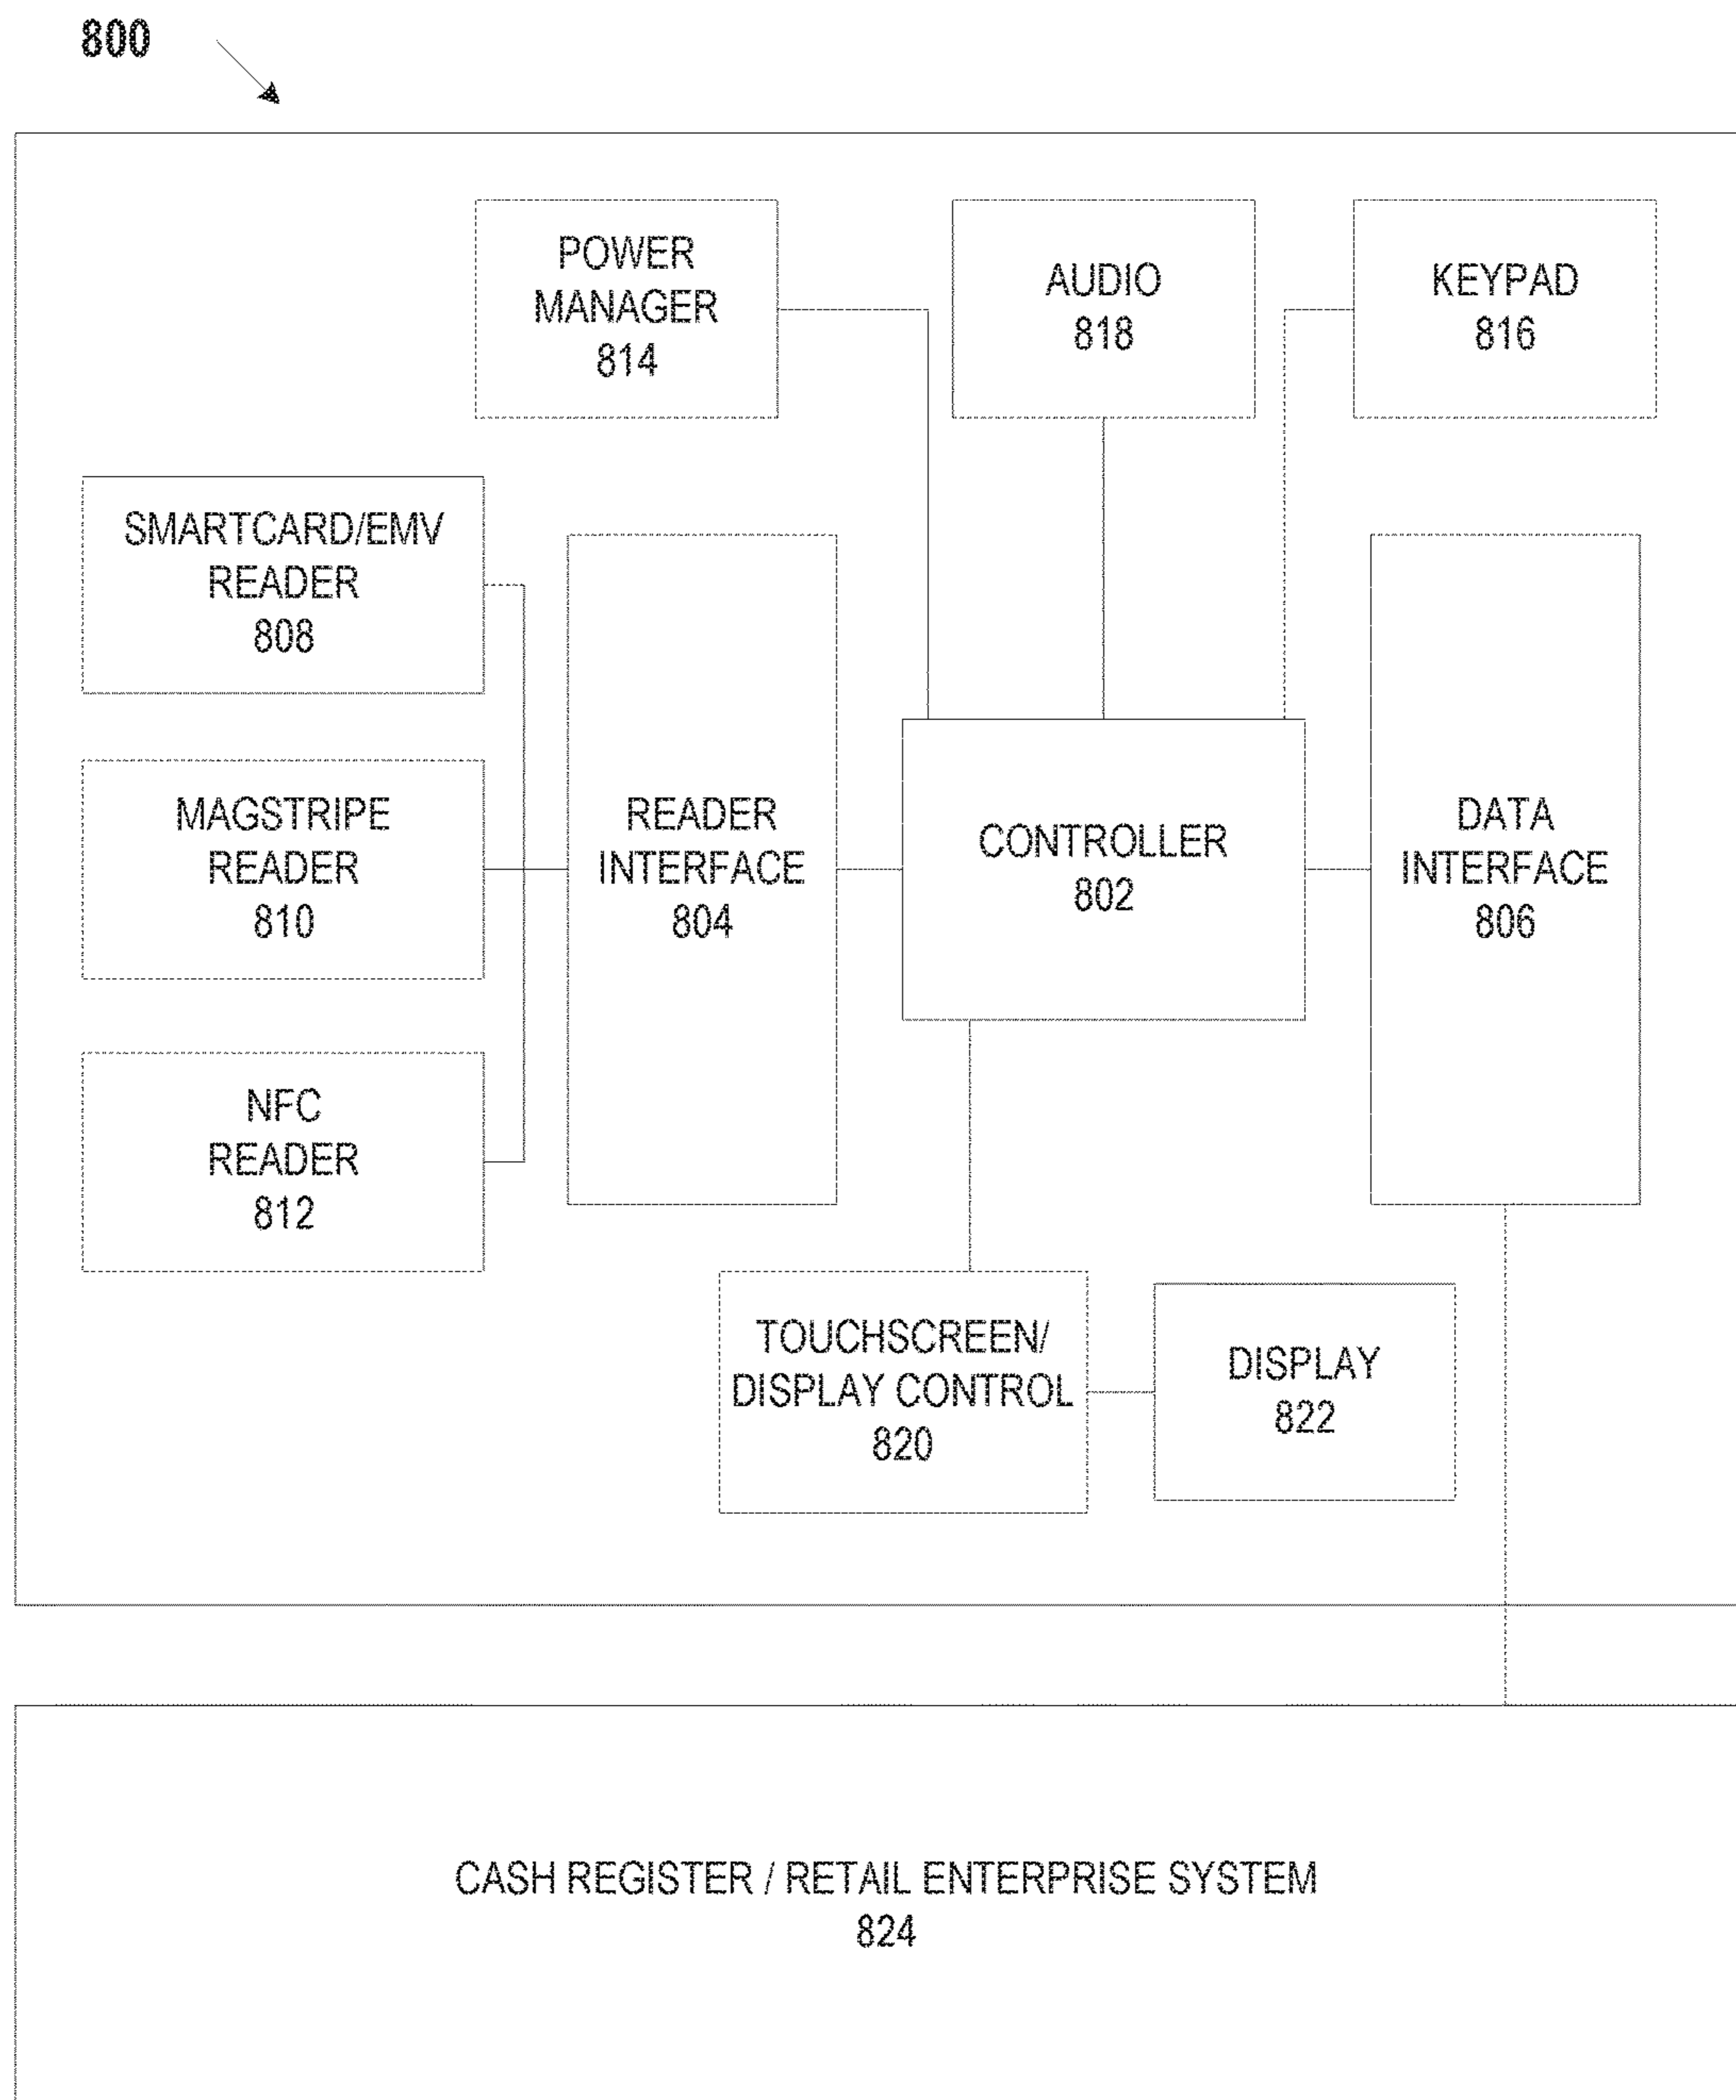 800
POWER
MANAGER
814
AUDIO
818
KEYPAD
816
SMARTCARD/EMV
READER
808
MAGSTRIPE
READER
810
NFC
READER
812
READER
INTERFACE
804
CONTROLLER
802
DATA
INTERFACE
806
TOUCHSCREEN/
DISPLAY CONTROL
820
DISPLAY
822
CASH REGISTER / RETAIL ENTERPRISE SYSTEM
824